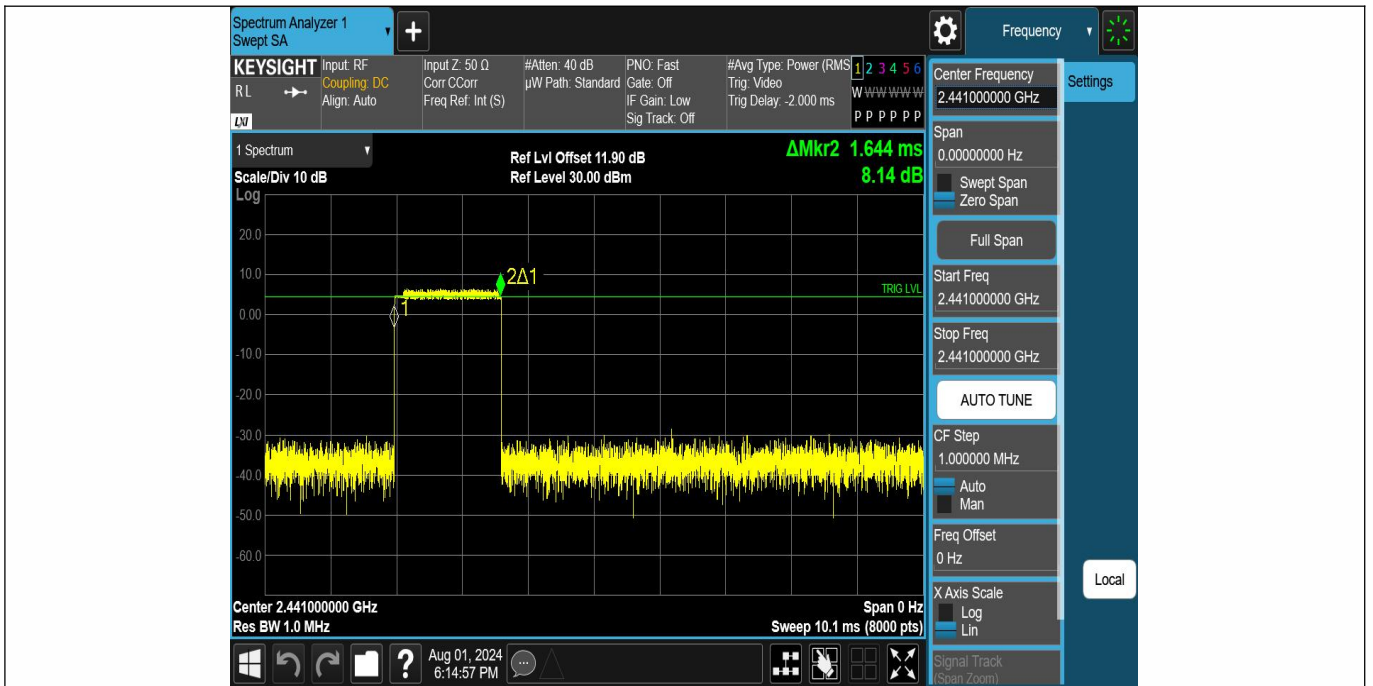 Spectrum Analyzer 1
Swept SA
+
Frequency
KEYSIGHT
RL
LXI
Input: RF
Coupling: DC
Align: Auto
Input Z: 50 Ω
Corr CCorr
Freq Ref: Int (S)
#Atten: 40 dB
µW Path: Standard
PNO: Fast
Gate: Off
IF Gain: Low
Sig Track: Off
#Avg Type: Power (RMS
Trig: Video
Trig Delay: -2.000 ms
1 2 3 4 5 6
W W W W W W
P P P P P P
1 Spectrum
Scale/Div 10 dB
Ref Lvl Offset 11.90 dB
Ref Level 30.00 dBm
ΔMkr2 1.644 ms
8.14 dB
Log
20.0
10.0
0.00
-10.0
-20.0
-30.0
-40.0
-50.0
-60.0
2Δ1
1
TRIG LVL
Center 2.441000000 GHz
Res BW 1.0 MHz
Span 0 Hz
Sweep 10.1 ms (8000 pts)
Center Frequency
2.441000000 GHz
Settings
Span
0.00000000 Hz
Swept Span
Zero Span
Full Span
Start Freq
2.441000000 GHz
Stop Freq
2.441000000 GHz
AUTO TUNE
CF Step
1.000000 MHz
Auto
Man
Freq Offset
0 Hz
X Axis Scale
Log
Lin
Local
Signal Track
(Span Zoom)
?
Aug 01, 2024
6:14:57 PM